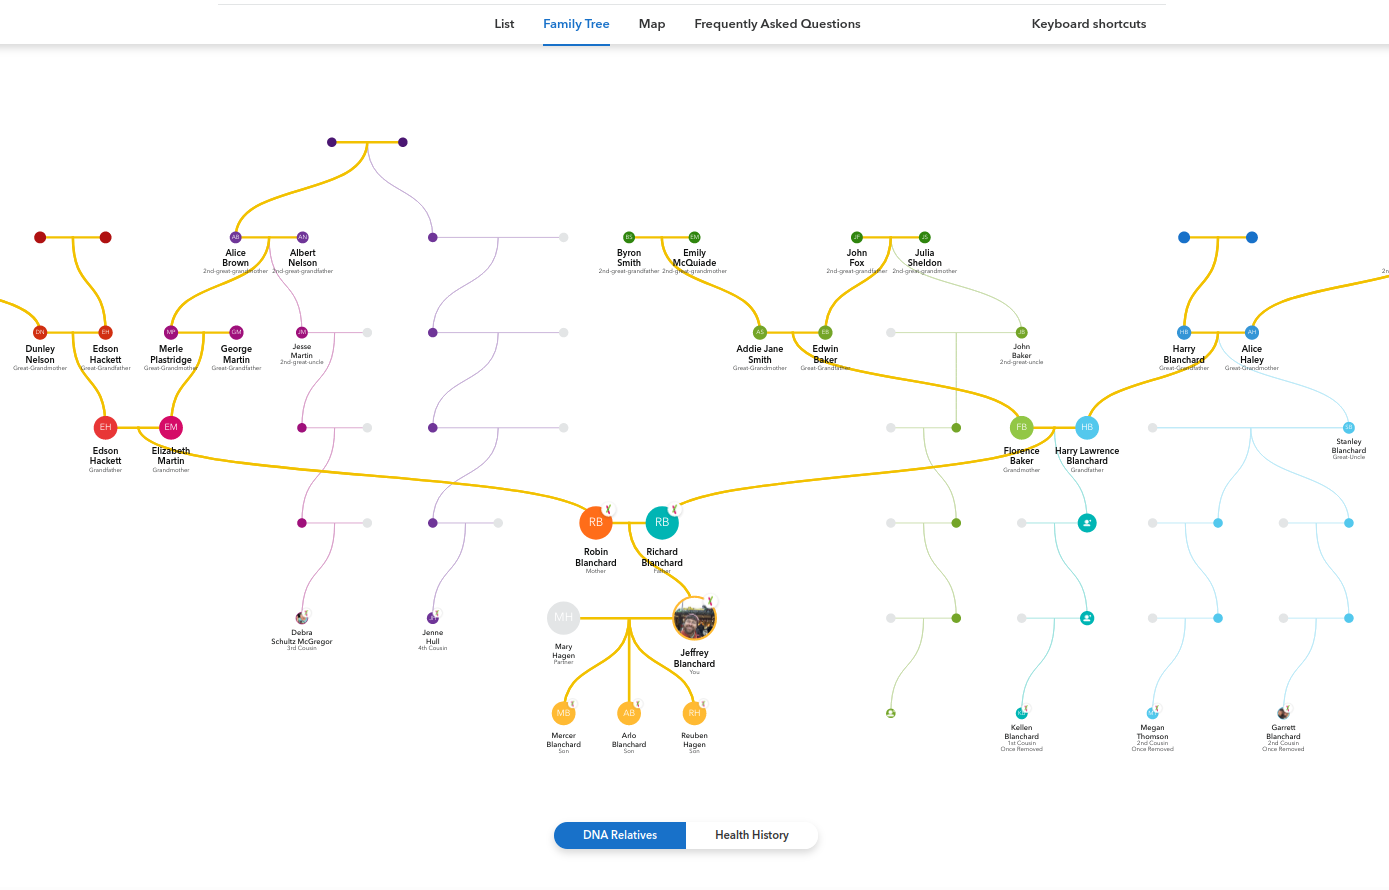 List
Family Tree
Map
Frequently Asked Questions
Keyboard shortcuts
AB
AN
Alice
Brown
2nd-great-grandmother
Albert
Nelson
2nd-great-grandfather
BS
EM
Byron
Smith
2nd-great-grandfather
Emily
McQuiade
2nd-great-grandmother
JF
JS
John
Fox
2nd-great-grandfather
Julia
Sheldon
2nd-great-grandmother
DN
Dunley
Nelson
Great-Grandmother
EH
Edson
Hackett
Great-Grandfather
MP
Merle
Plastridge
Great-Grandmother
GM
George
Martin
Great-Grandfather
JM
Jesse
Martin
2nd-great-uncle
AS
Addie Jane
Smith
Great-Grandmother
EB
Edwin
Baker
Great-Grandfather
JB
John
Baker
2nd-great-uncle
HB
Harry
Blanchard
Great-Grandfather
AH
Alice
Haley
Great-Grandmother
EH
Edson
Hackett
Grandfather
EM
Elizabeth
Martin
Grandmother
FB
Florence
Baker
Grandmother
HB
Harry Lawrence
Blanchard
Grandfather
SB
Stanley
Blanchard
Great-Uncle
RB
Robin
Blanchard
Mother
RB
Richard
Blanchard
Father
Debra
Schultz McGregor
3rd Cousin
Jenne
Hull
4th Cousin
MH
Mary
Hagen
Partner
Jeffrey
Blanchard
You
MB
Mercer
Blanchard
Son
AB
Arlo
Blanchard
Son
RH
Reuben
Hagen
Son
Kellen
Blanchard
1st Cousin
Once Removed
Megan
Thomson
2nd Cousin
Once Removed
Garrett
Blanchard
2nd Cousin
Once Removed
DNA Relatives
Health History